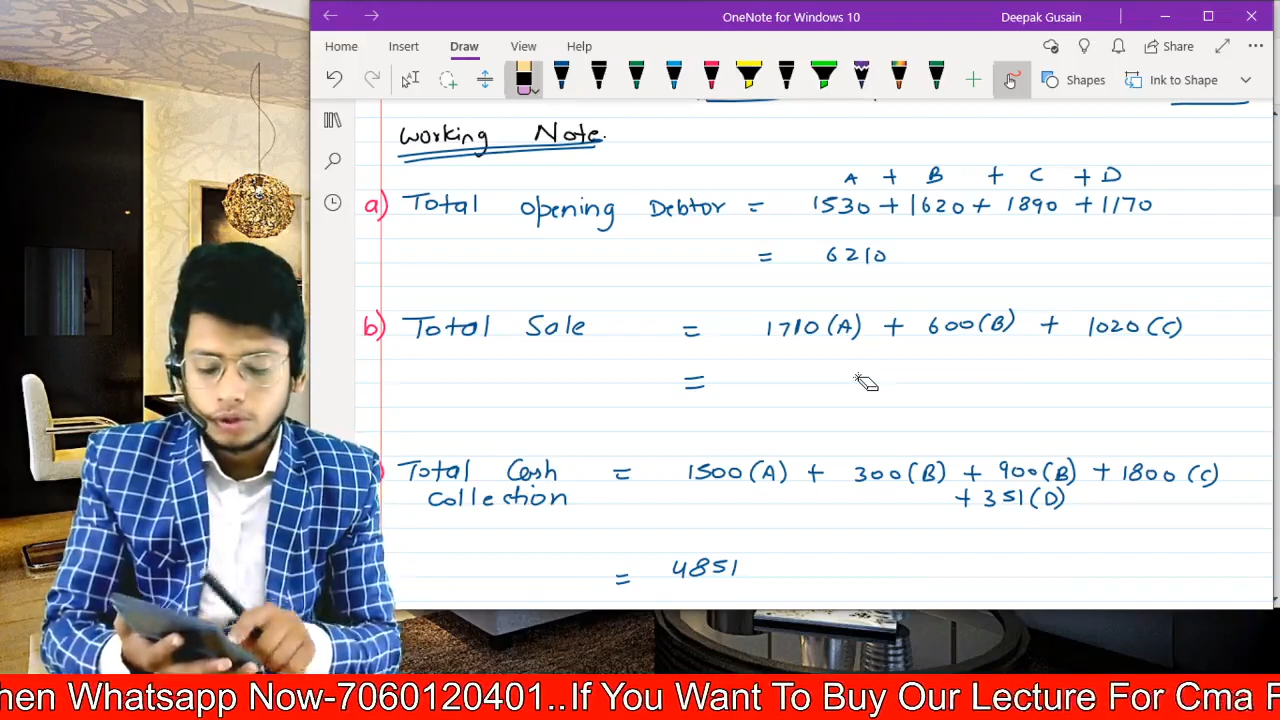 OneNote for Windows 10
Deepak Gusain
Home Insert Draw View Help
Share
Shapes
Ink to Shape
Working Note.
A + B + C + D
a) Total opening Debtor = 1530 + 1620 + 1890 + 1170
= 6210
b) Total Sale = 1710 (A) + 600 (B) + 1020 (C)
=
) Total Cash = 1500 (A) + 300 (B) + 900 (B) + 1800 (C)
collection + 351 (D)
= 4851
hen Whatsapp Now-7060120401..If You Want To Buy Our Lecture For Cma F